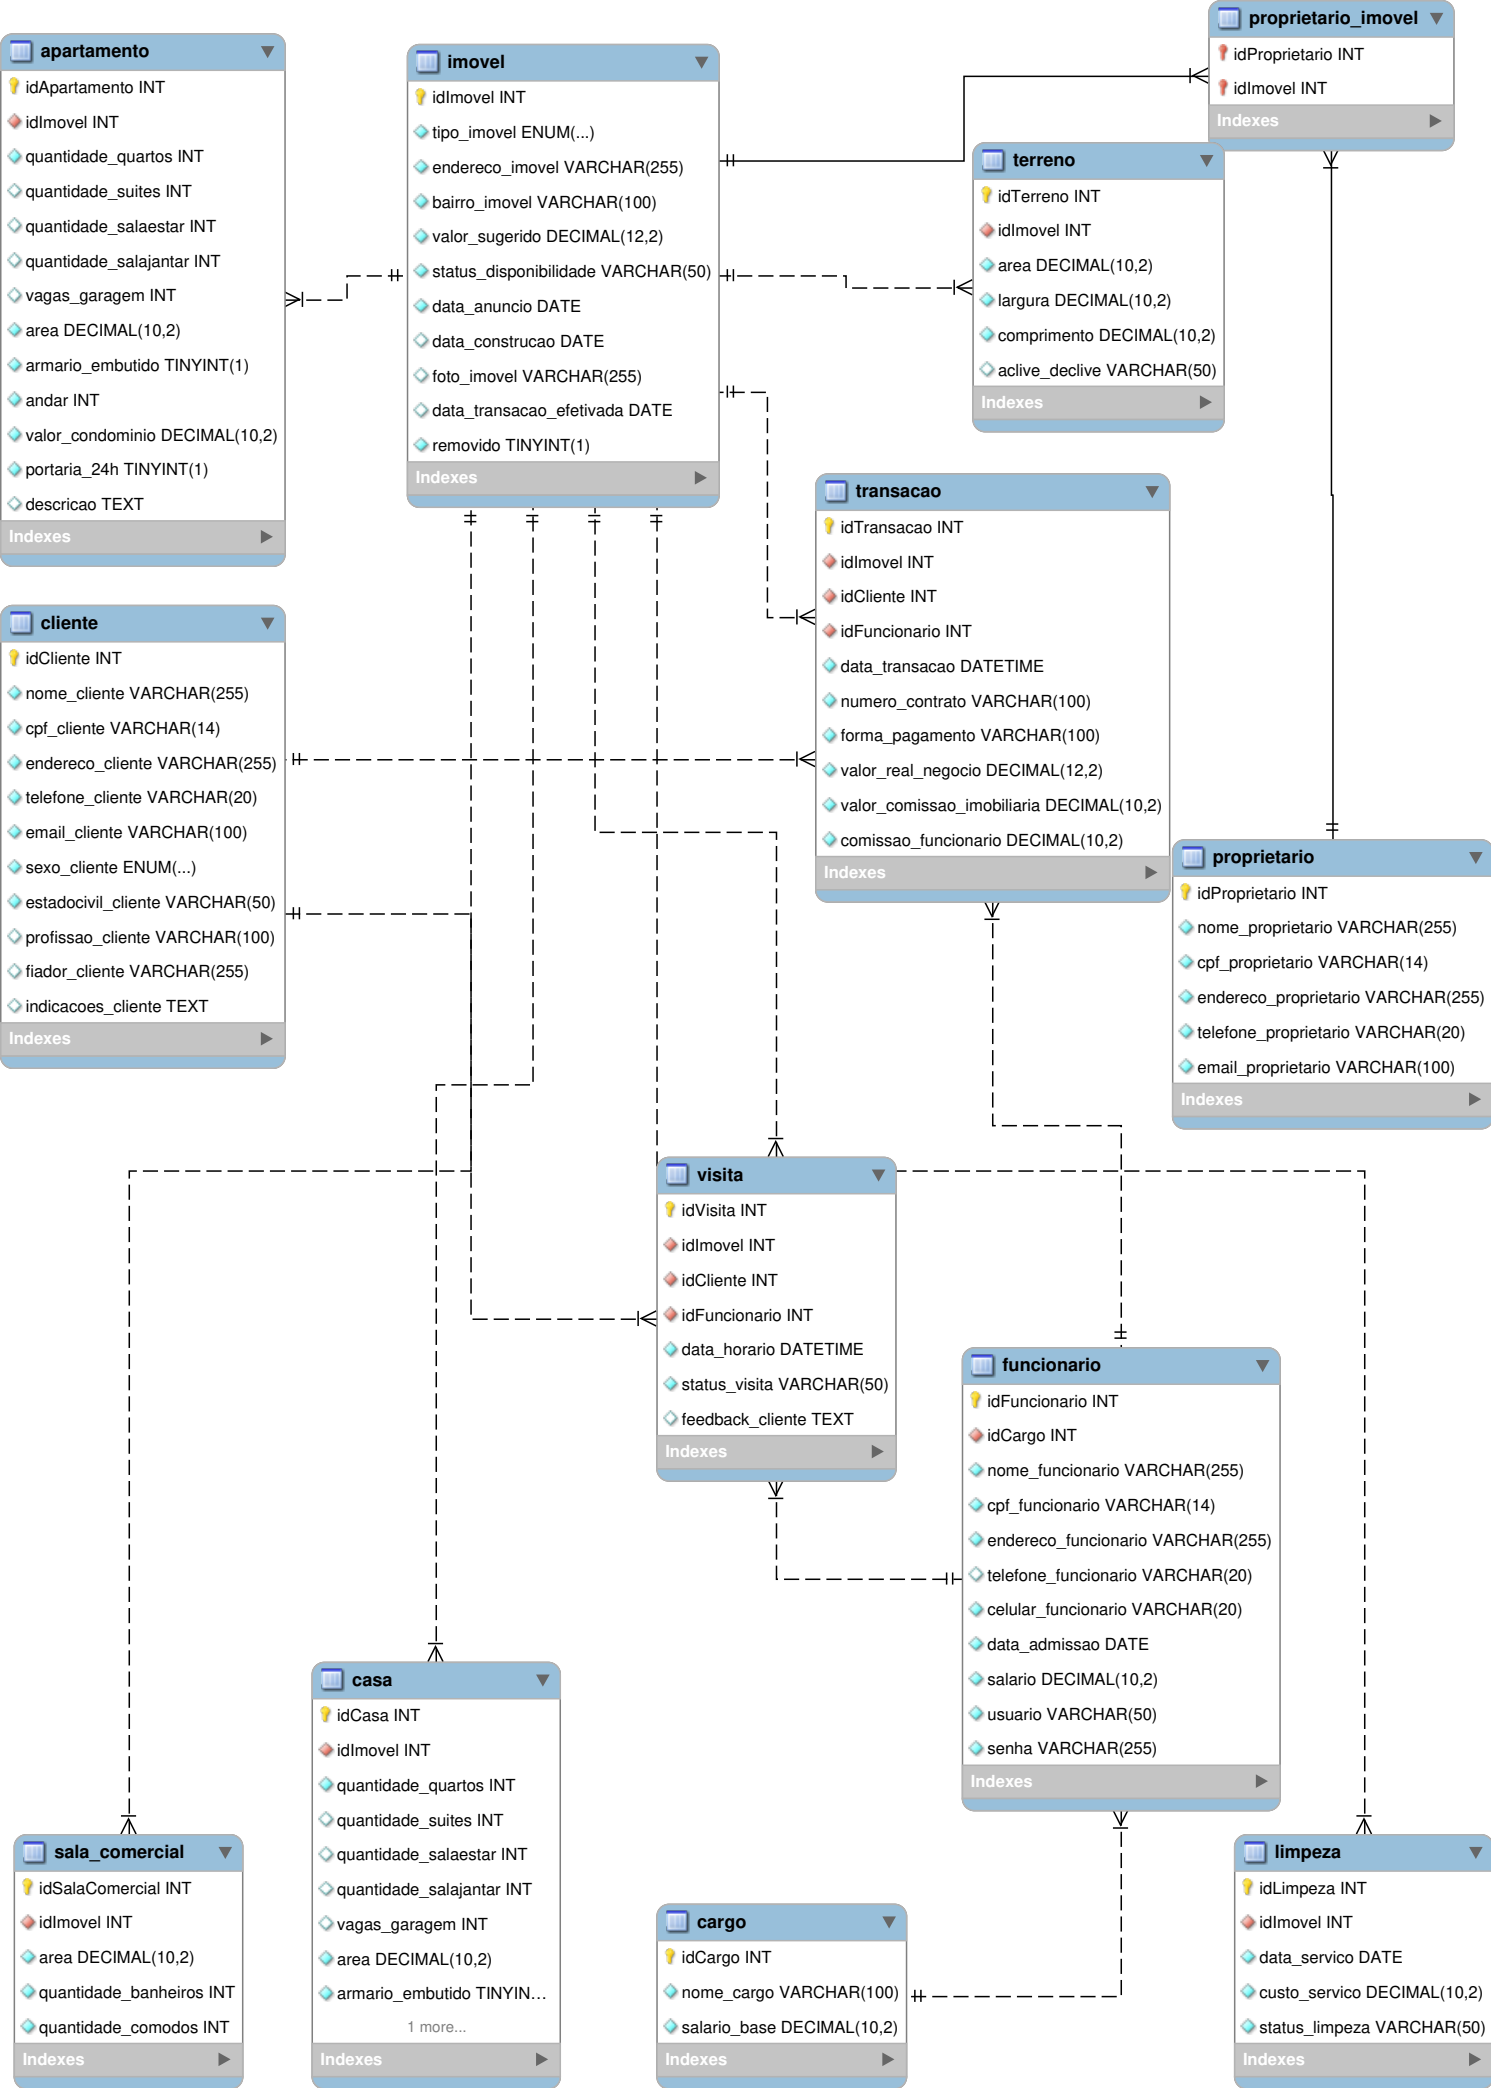 proprietario_imovel
idProprietario INT
idImovel INT
Indexes
apartamento
idApartamento INT
idImovel INT
quantidade_quartos INT
quantidade_suites INT
quantidade_salaestar INT
quantidade_salajantar INT
vagas_garagem INT
area DECIMAL(10,2)
armario_embutido TINYINT(1)
andar INT
valor_condominio DECIMAL(10,2)
portaria_24h TINYINT(1)
descricao TEXT
Indexes
imovel
idImovel INT
tipo_imovel ENUM(...)
endereco_imovel VARCHAR(255)
bairro_imovel VARCHAR(100)
valor_sugerido DECIMAL(12,2)
status_disponibilidade VARCHAR(50)
data_anuncio DATE
data_construcao DATE
foto_imovel VARCHAR(255)
data_transacao_efetivada DATE
removido TINYINT(1)
Indexes
terreno
idTerreno INT
idImovel INT
area DECIMAL(10,2)
largura DECIMAL(10,2)
comprimento DECIMAL(10,2)
aclive_declive VARCHAR(50)
Indexes
transacao
idTransacao INT
idImovel INT
idCliente INT
idFuncionario INT
data_transacao DATETIME
numero_contrato VARCHAR(100)
forma_pagamento VARCHAR(100)
valor_real_negocio DECIMAL(12,2)
valor_comissao_imobiliaria DECIMAL(10,2)
comissao_funcionario DECIMAL(10,2)
Indexes
cliente
idCliente INT
nome_cliente VARCHAR(255)
cpf_cliente VARCHAR(14)
endereco_cliente VARCHAR(255)
telefone_cliente VARCHAR(20)
email_cliente VARCHAR(100)
sexo_cliente ENUM(...)
estadocivil_cliente VARCHAR(50)
profissao_cliente VARCHAR(100)
fiador_cliente VARCHAR(255)
indicacoes_cliente TEXT
Indexes
proprietario
idProprietario INT
nome_proprietario VARCHAR(255)
cpf_proprietario VARCHAR(14)
endereco_proprietario VARCHAR(255)
telefone_proprietario VARCHAR(20)
email_proprietario VARCHAR(100)
Indexes
visita
idVisita INT
idImovel INT
idCliente INT
idFuncionario INT
data_horario DATETIME
status_visita VARCHAR(50)
feedback_cliente TEXT
Indexes
funcionario
idFuncionario INT
idCargo INT
nome_funcionario VARCHAR(255)
cpf_funcionario VARCHAR(14)
endereco_funcionario VARCHAR(255)
telefone_funcionario VARCHAR(20)
celular_funcionario VARCHAR(20)
data_admissao DATE
salario DECIMAL(10,2)
usuario VARCHAR(50)
senha VARCHAR(255)
Indexes
casa
idCasa INT
idImovel INT
quantidade_quartos INT
quantidade_suites INT
quantidade_salaestar INT
quantidade_salajantar INT
vagas_garagem INT
area DECIMAL(10,2)
armario_embutido TINYIN...
1 more...
Indexes
sala_comercial
idSalaComercial INT
idImovel INT
area DECIMAL(10,2)
quantidade_banheiros INT
quantidade_comodos INT
Indexes
cargo
idCargo INT
nome_cargo VARCHAR(100)
salario_base DECIMAL(10,2)
Indexes
limpeza
idLimpeza INT
idImovel INT
data_servico DATE
custo_servico DECIMAL(10,2)
status_limpeza VARCHAR(50)
Indexes